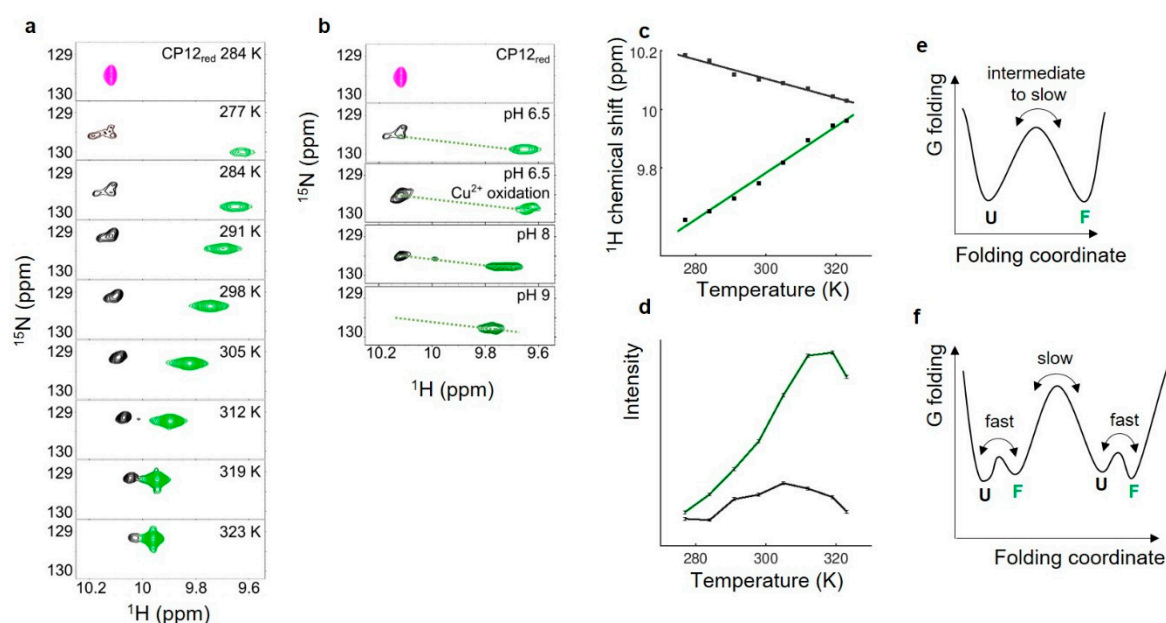 a
129
CP12red 284 K
130
129
277 K
130
129
284 K
130
129
291 K
130
129
298 K
130
129
305 K
130
129
312 K
130
129
319 K
130
129
323 K
130
10.2 10 9.8 9.6
¹H (ppm)
¹⁵N (ppm)
b
129
CP12red
130
129
pH 6.5
130
129
pH 6.5
Cu²⁺ oxidation
130
129
pH 8
130
129
pH 9
130
10.2 10 9.8 9.6
¹H (ppm)
¹⁵N (ppm)
c
10.2
10
9.8
¹H chemical shift (ppm)
280 300 320
Temperature (K)
d
Intensity
280 300 320
Temperature (K)
e
G folding
intermediate
to slow
U F
Folding coordinate
f
G folding
slow
fast fast
U F U F
Folding coordinate